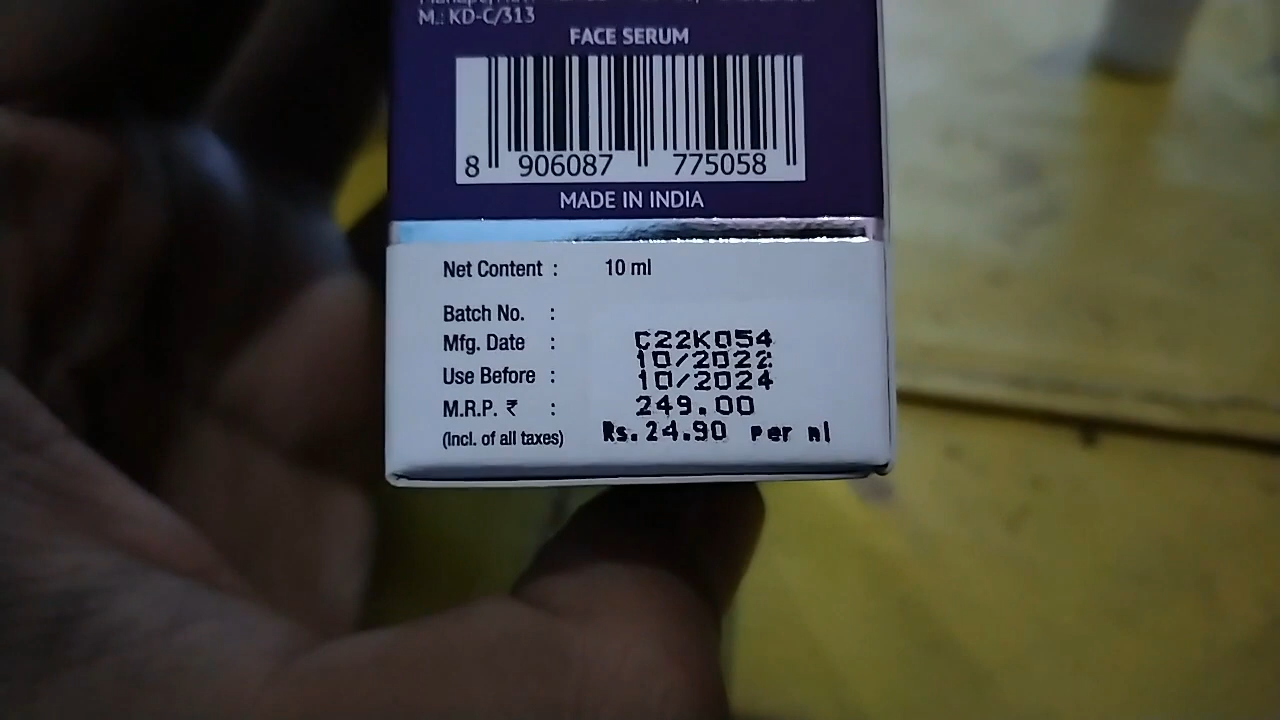 M.: KD-C/313
FACE SERUM
8 906087 775058
MADE IN INDIA
Net Content : 10 ml
Batch No. : C22K054
Mfg. Date : 10/2022
Use Before : 10/2024
M.R.P. ₹ : 249.00
(Incl. of all taxes) Rs.24.90 Per ml